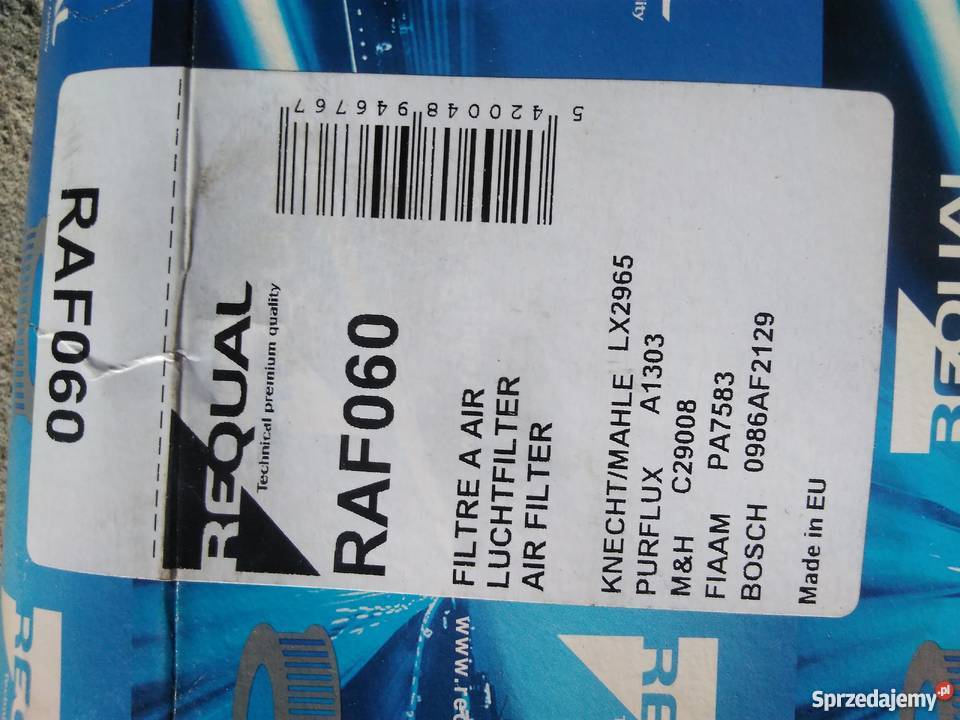 RAF060
REQUAL
Technical premium quality
RAF060
5 420048 946767
FILTRE A AIR
LUCHTFILTER
AIR FILTER
KNECHT/MAHLE LX2965
PURFLUX A1303
M&H C29008
FIAAM PA7583
BOSCH 0986AF2129
Made in EU
REQUAL
Sprzedajemy.pl